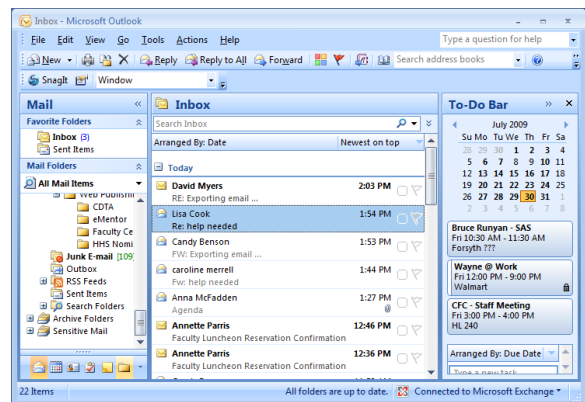 Inbox - Microsoft Outlook
File Edit View Go Tools Actions Help Type a question for help
New Reply Reply to All Forward Search address books
SnagIt Window
Mail «
Favorite Folders
Inbox (3)
Sent Items
Mail Folders
All Mail Items
Web Publishin
CDTA
eMentor
Faculty Ce
HHS Nomi
Junk E-mail [109]
Outbox
RSS Feeds
Sent Items
Search Folders
Archive Folders
Sensitive Mail
Inbox
Search Inbox
Arranged By: Date Newest on top
Today
David Myers 2:03 PM
RE: Exporting email ...
Lisa Cook 1:54 PM
Re: help needed
Candy Benson 1:53 PM
FW: Exporting email ...
caroline merrell 1:44 PM
Fw: help needed
Anna McFadden 1:27 PM
Agenda
Annette Parris 12:46 PM
Faculty Luncheon Reservation Confirmation
Annette Parris 12:36 PM
Faculty Luncheon Reservation Confirmation
To-Do Bar » ×
July 2009
Su Mo Tu We Th Fr Sa
28 29 30 1 2 3 4
5 6 7 8 9 10 11
12 13 14 15 16 17 18
19 20 21 22 23 24 25
26 27 28 29 30 31 1
2 3 4 5 6 7 8
Bruce Runyan - SAS
Fri 10:30 AM - 11:30 AM
Forsyth ???
Wayne @ Work
Fri 12:00 PM - 9:00 PM
Walmart
CFC - Staff Meeting
Fri 3:00 PM - 4:00 PM
HL 240
Arranged By: Due Date
Type a new task
22 Items All folders are up to date. Connected to Microsoft Exchange